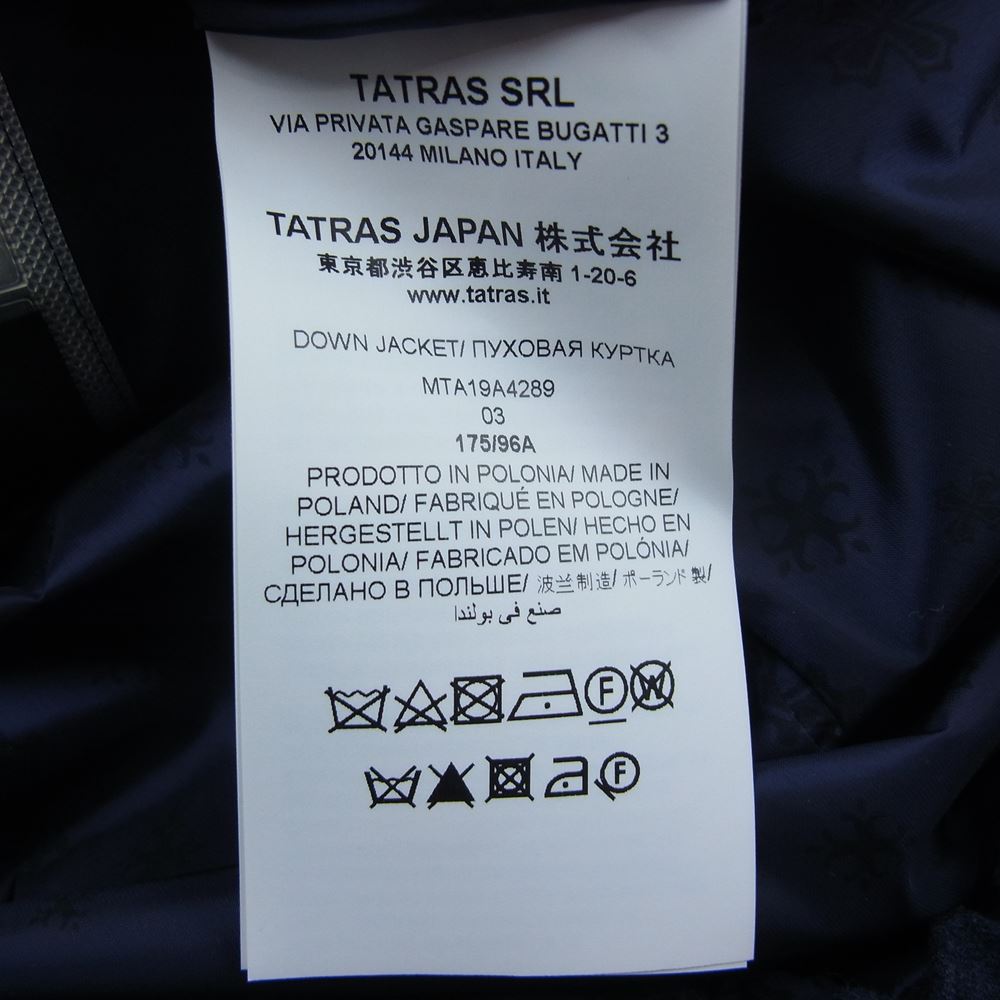 TATRAS SRL
VIA PRIVATA GASPARE BUGATTI 3
20144 MILANO ITALY
TATRAS JAPAN 株式会社
東京都渋谷区恵比寿南 1-20-6
www.tatras.it
DOWN JACKET/ ПУХОВАЯ КУРТКА
MTA19A4289
03
175/96A
PRODOTTO IN POLONIA/ MADE IN
POLAND/ FABRIQUÉ EN POLOGNE/
HERGESTELLT IN POLEN/ HECHO EN
POLONIA/ FABRICADO EM POLÓNIA/
СДЕЛАНО В ПОЛЬШЕ/ 波兰制造/ ポーランド製/
صنع في بولندا
F W
F